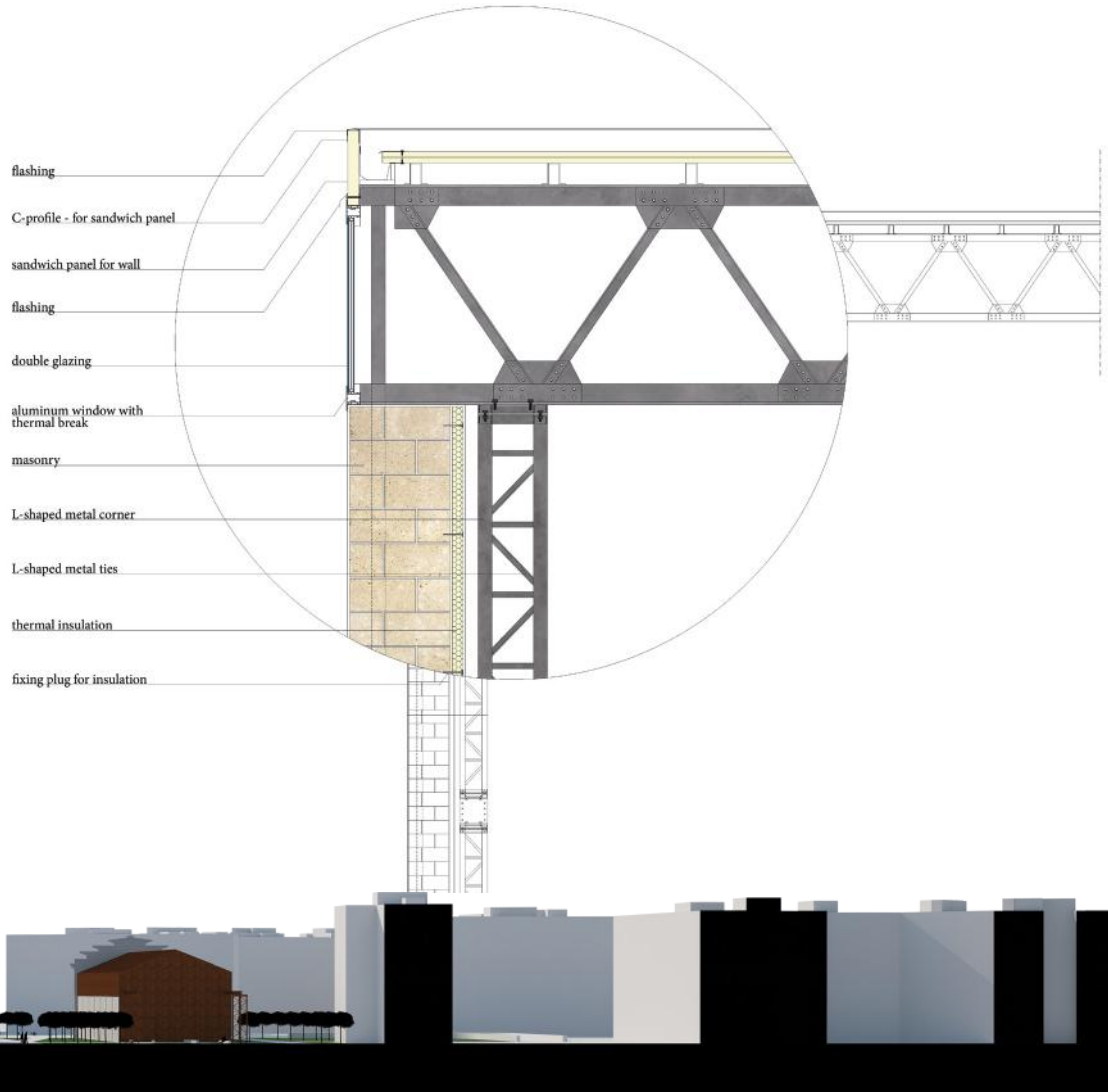 flashing
C-profile - for sandwich panel
sandwich panel for wall
flashing
double glazing
aluminum window with
thermal break
masonry
L-shaped metal corner
L-shaped metal ties
thermal insulation
fixing plug for insulation